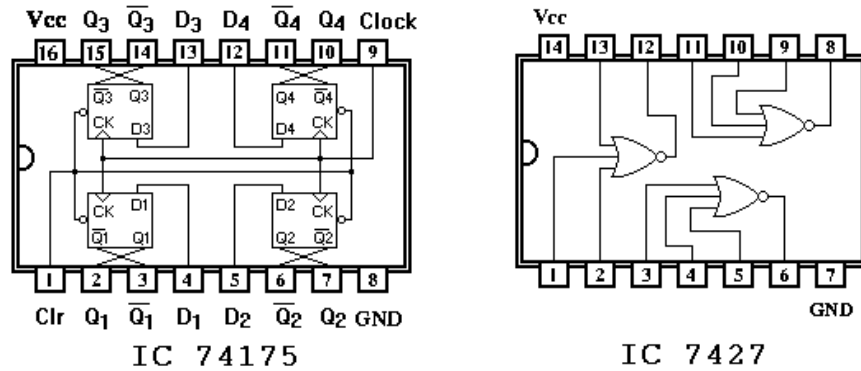 Vcc Q3 Q̅3 D3 D4 Q̅4 Q4 Clock
16 15 14 13 12 11 10 9
Q̅3 Q3 Q4 Q̅4
CK D3 D4 CK
CK D1 D2 CK
Q̅1 Q1 Q2 Q̅2
1 2 3 4 5 6 7 8
Clr Q1 Q̅1 D1 D2 Q̅2 Q2 GND
IC 74175
Vcc
14 13 12 11 10 9 8
1 2 3 4 5 6 7
GND
IC 7427